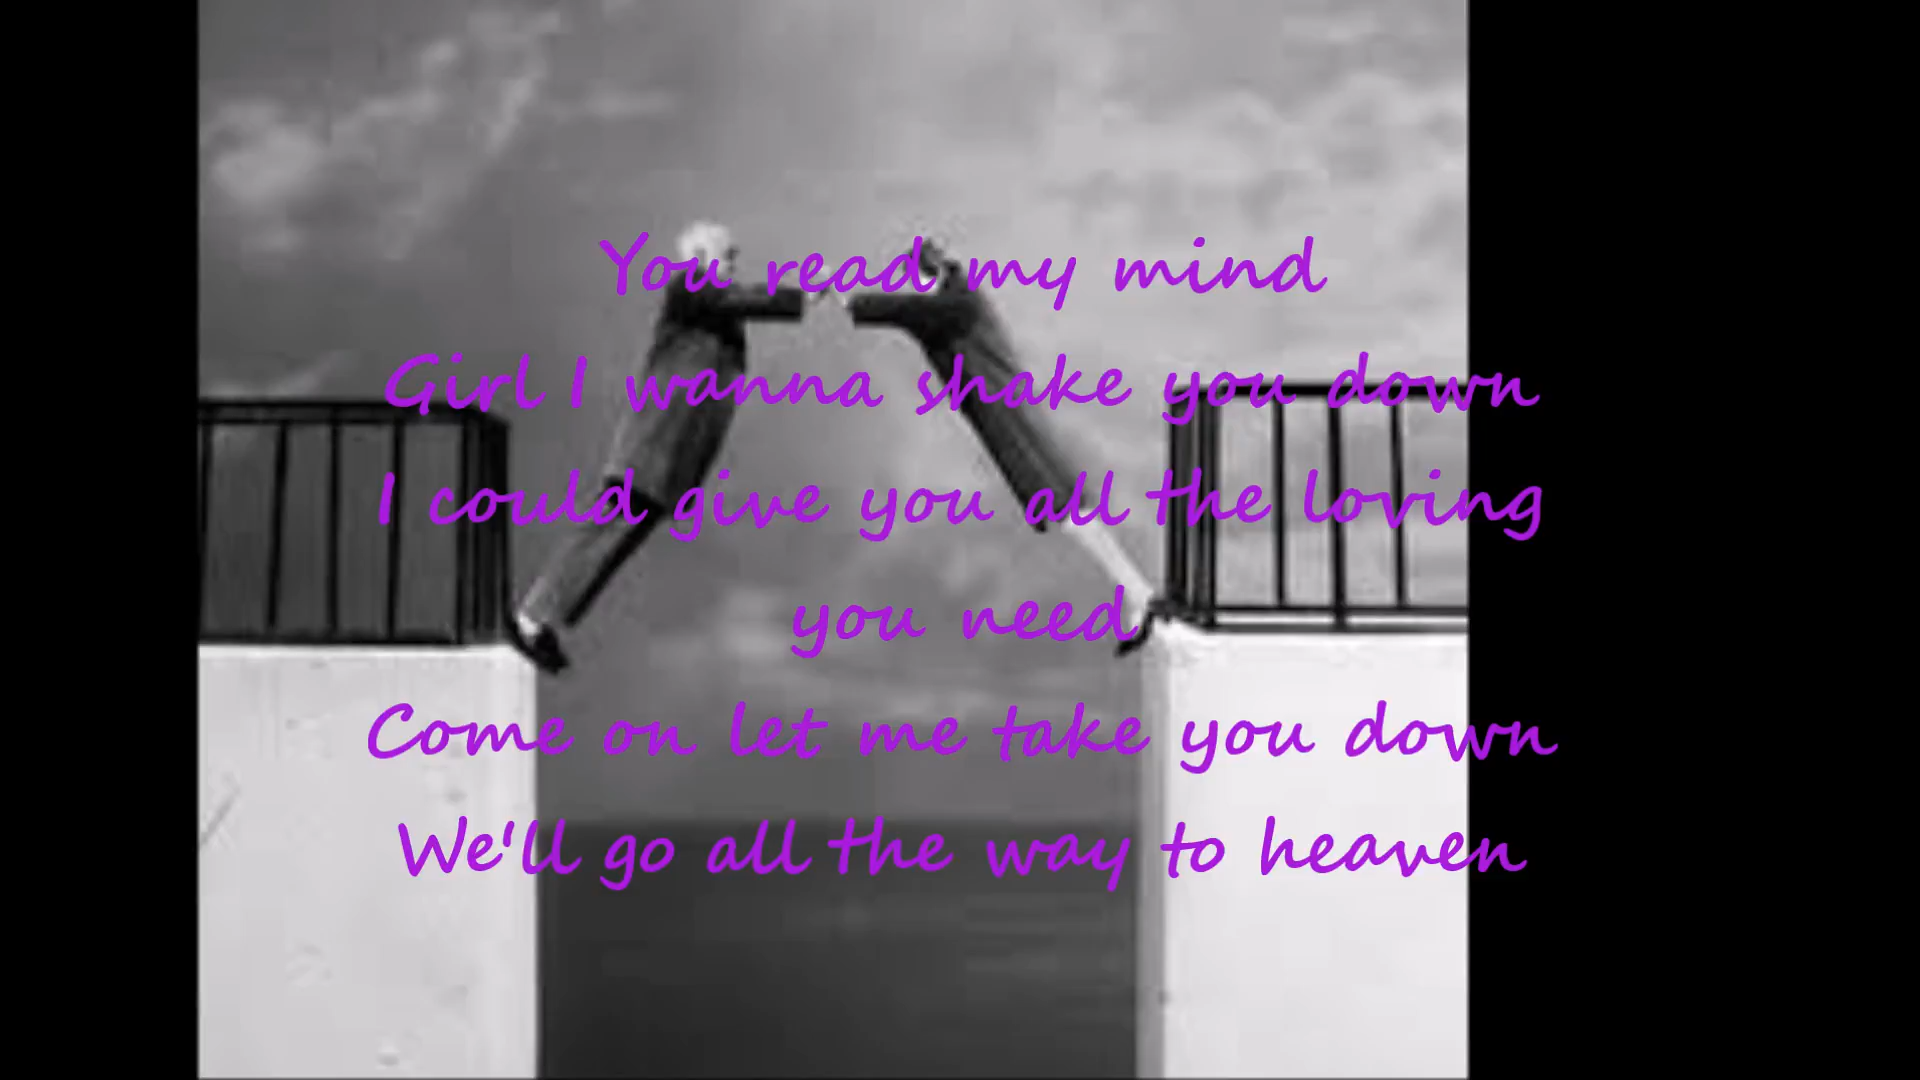 You read my mind
Girl I wanna shake you down
I could give you all the loving
you need
Come on let me take you down
We'll go all the way to heaven